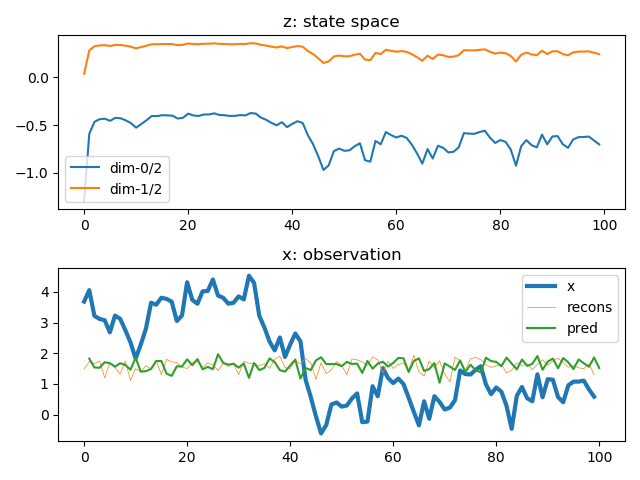 z: state space
0.0
−0.5
−1.0
dim-0/2
dim-1/2
0 20 40 60 80 100
x: observation
4
3
2
1
0
x
recons
pred
0 20 40 60 80 100